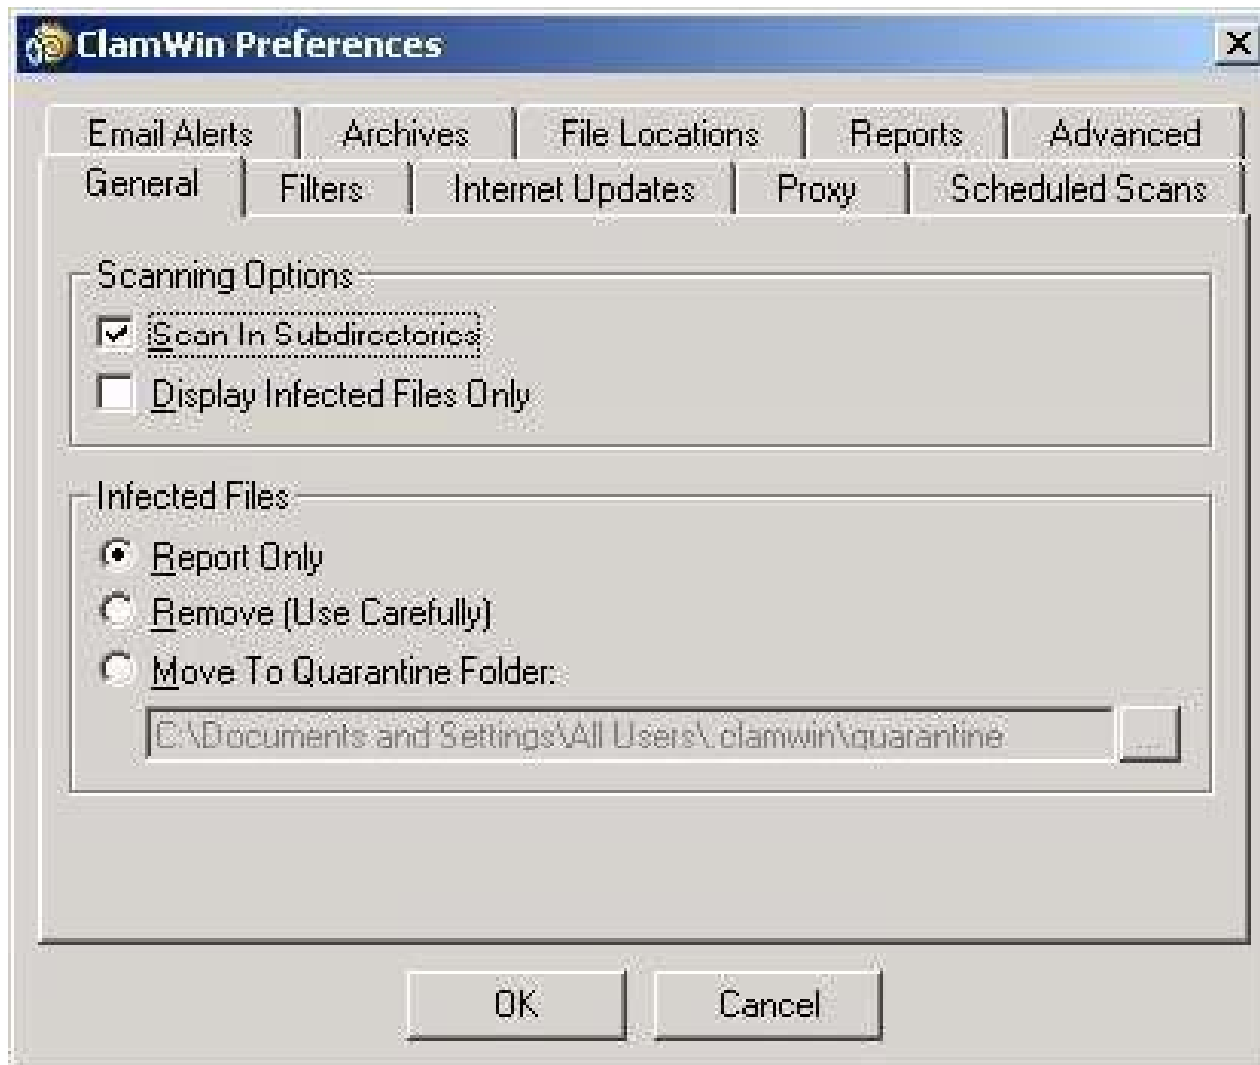 ClamWin Preferences
Email Alerts Archives File Locations Reports Advanced
General Filters Internet Updates Proxy Scheduled Scans
Scanning Options
Scan In Subdirectories
Display Infected Files Only
Infected Files
Report Only
Remove (Use Carefully)
Move To Quarantine Folder:
C:\Documents and Settings\All Users\.clamwin\quarantine
...
OK Cancel